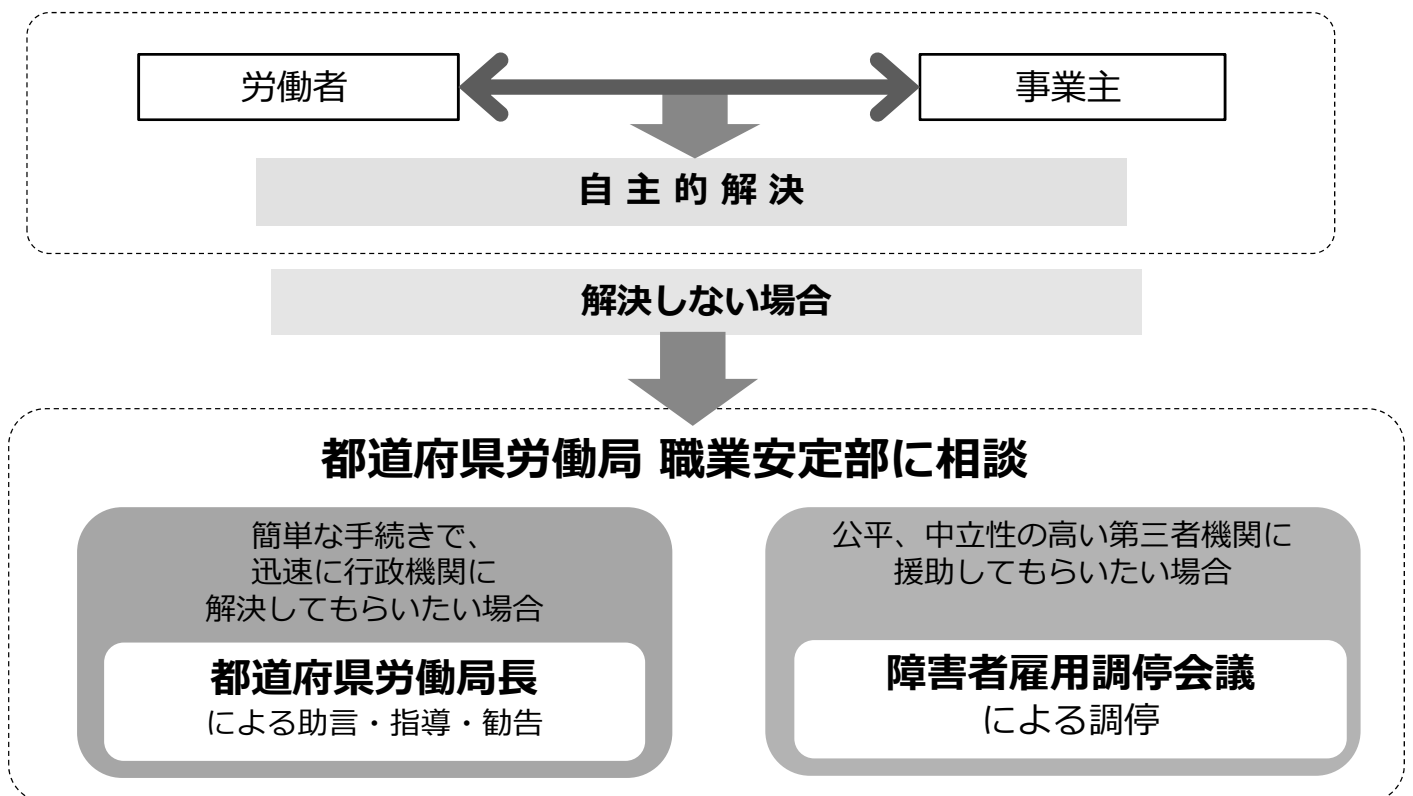 労働者
事業主
自主的解決
解決しない場合
都道府県労働局 職業安定部に相談
簡単な手続きで、
迅速に行政機関に
解決してもらいたい場合
都道府県労働局長
による助言・指導・勧告
公平、中立性の高い第三者機関に
援助してもらいたい場合
障害者雇用調停会議
による調停